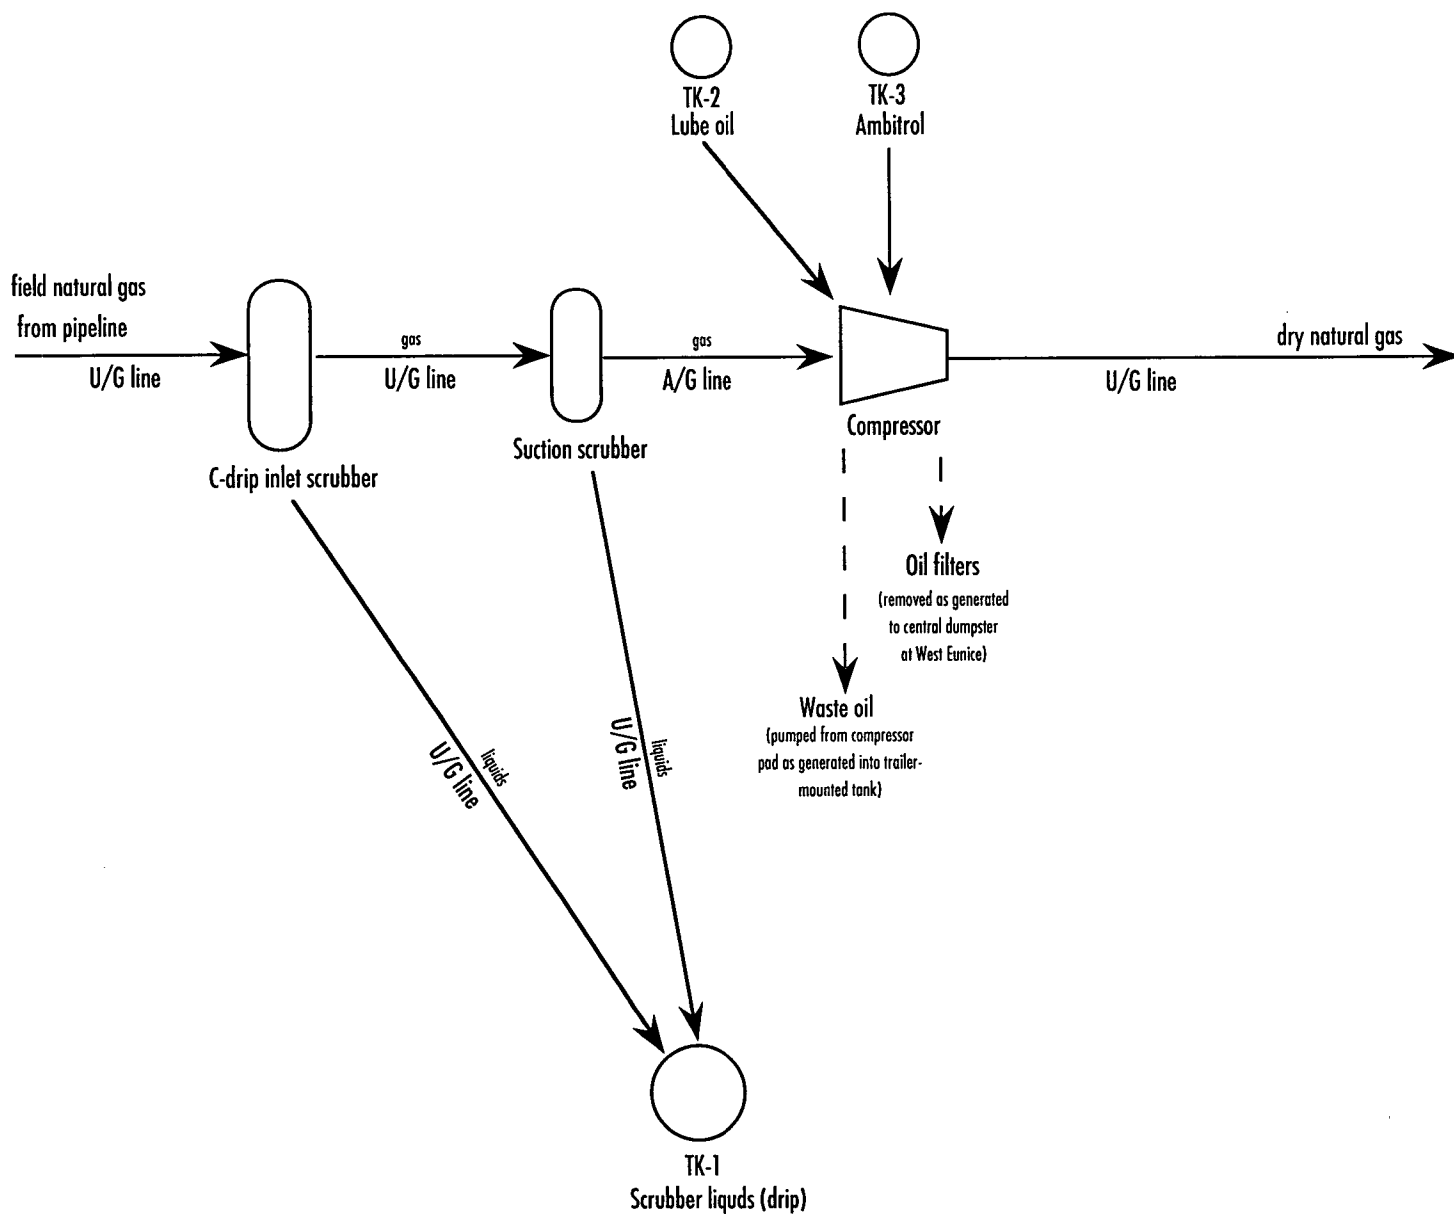 TK-2
Lube oil
TK-3
Ambitrol
field natural gas
from pipeline
U/G line
gas
U/G line
gas
A/G line
dry natural gas
U/G line
C-drip inlet scrubber
Suction scrubber
Compressor
Oil filters
(removed as generated
to central dumpster
at West Eunice)
Waste oil
(pumped from compressor
pad as generated into trailer-
mounted tank)
liquids
U/G line
liquids
U/G line
TK-1
Scrubber liquds (drip)